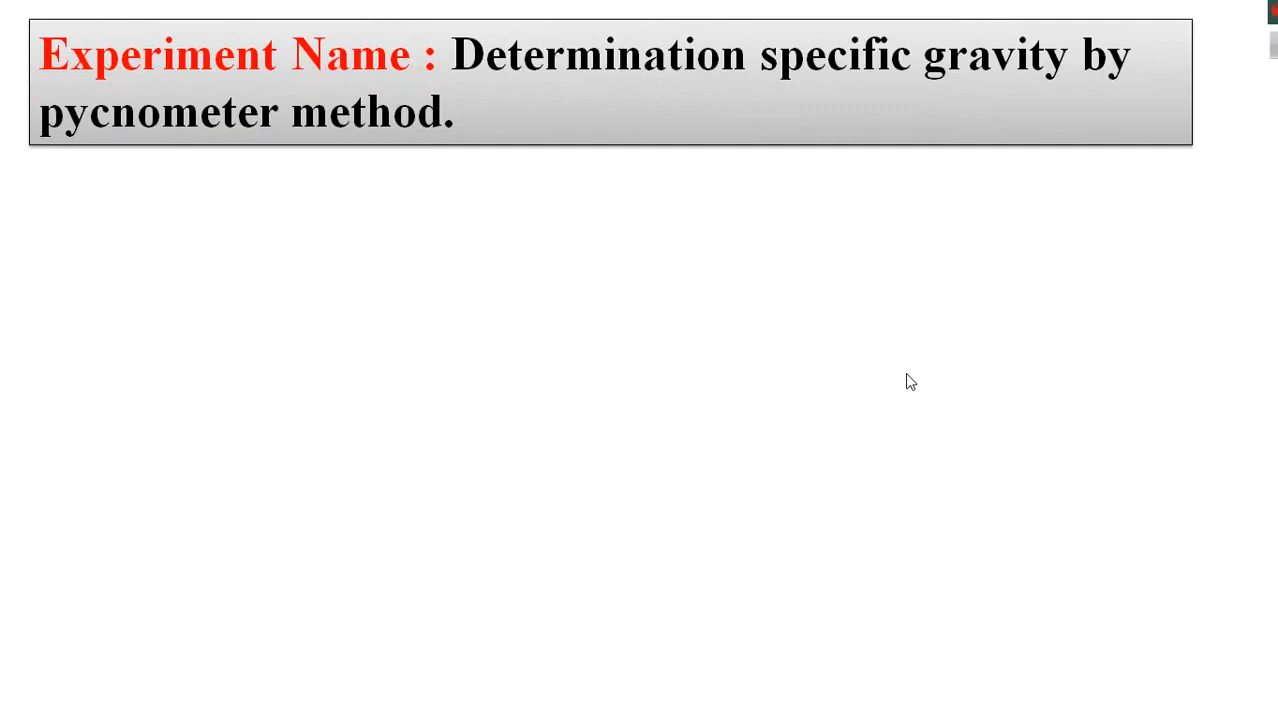 Experiment Name : Determination specific gravity by
pycnometer method.